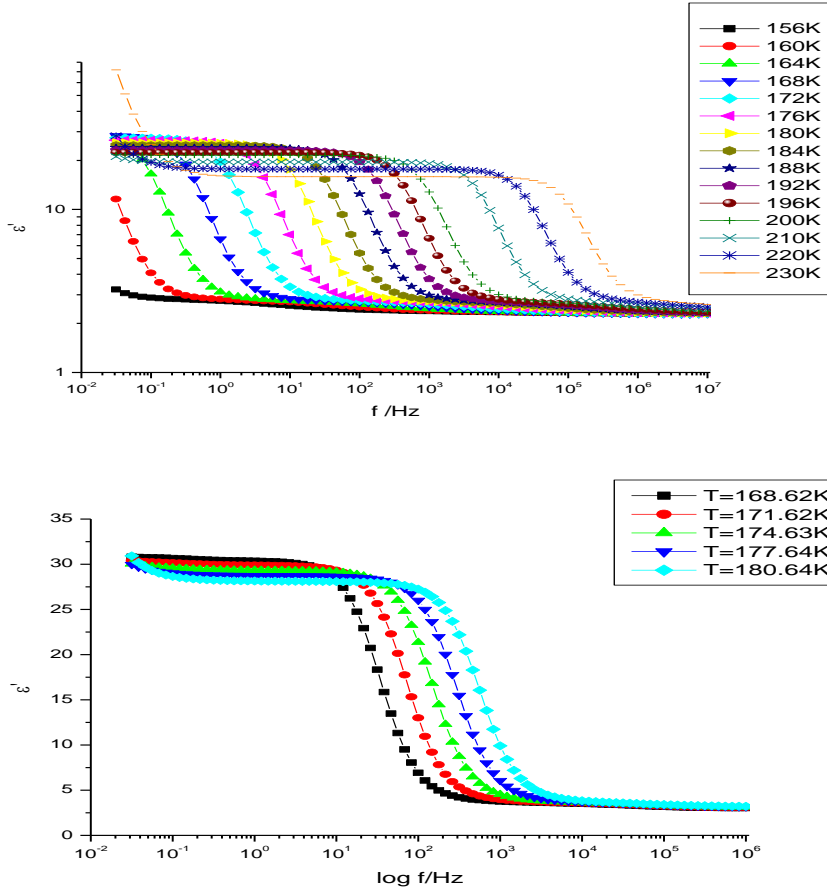 156K
160K
164K
168K
172K
176K
180K
184K
188K
192K
196K
200K
210K
220K
230K
10
1
ε'
10-2 10-1 100 101 102 103 104 105 106 107
f /Hz
T=168.62K
T=171.62K
T=174.63K
T=177.64K
T=180.64K
35
30
25
20
15
10
5
0
ε'
10-2 10-1 100 101 102 103 104 105 106
log f/Hz